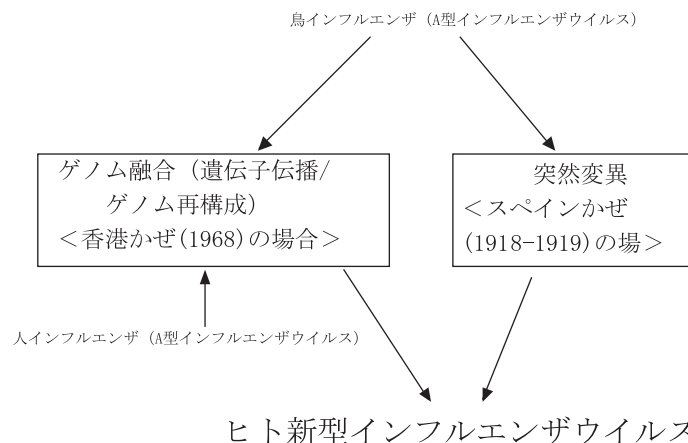 鳥インフルエンザ (A型インフルエンザウイルス)
ゲノム融合 (遺伝子伝播/
ゲノム再構成)
＜香港かぜ(1968)の場合＞
突然変異
＜スペインかぜ
(1918-1919)の場＞
人インフルエンザ (A型インフルエンザウイルス)
ヒト新型インフルエンザウイルス